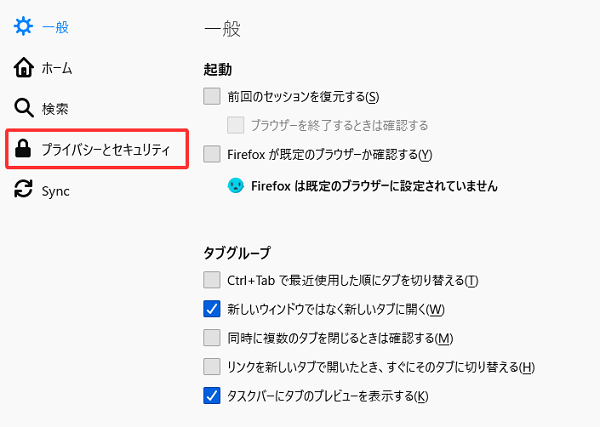 一般
ホーム
検索
プライバシーとセキュリティ
Sync
一般
起動
前回のセッションを復元する(S)
ブラウザーを終了するときは確認する
Firefox が既定のブラウザーか確認する(Y)
Firefox は既定のブラウザーに設定されていません
タブグループ
Ctrl+Tab で最近使用した順にタブを切り替える(T)
新しいウィンドウではなく新しいタブに開く(W)
同時に複数のタブを閉じるときは確認する(M)
リンクを新しいタブで開いたとき、すぐにそのタブに切り替える(H)
タスクバーにタブのプレビューを表示する(K)